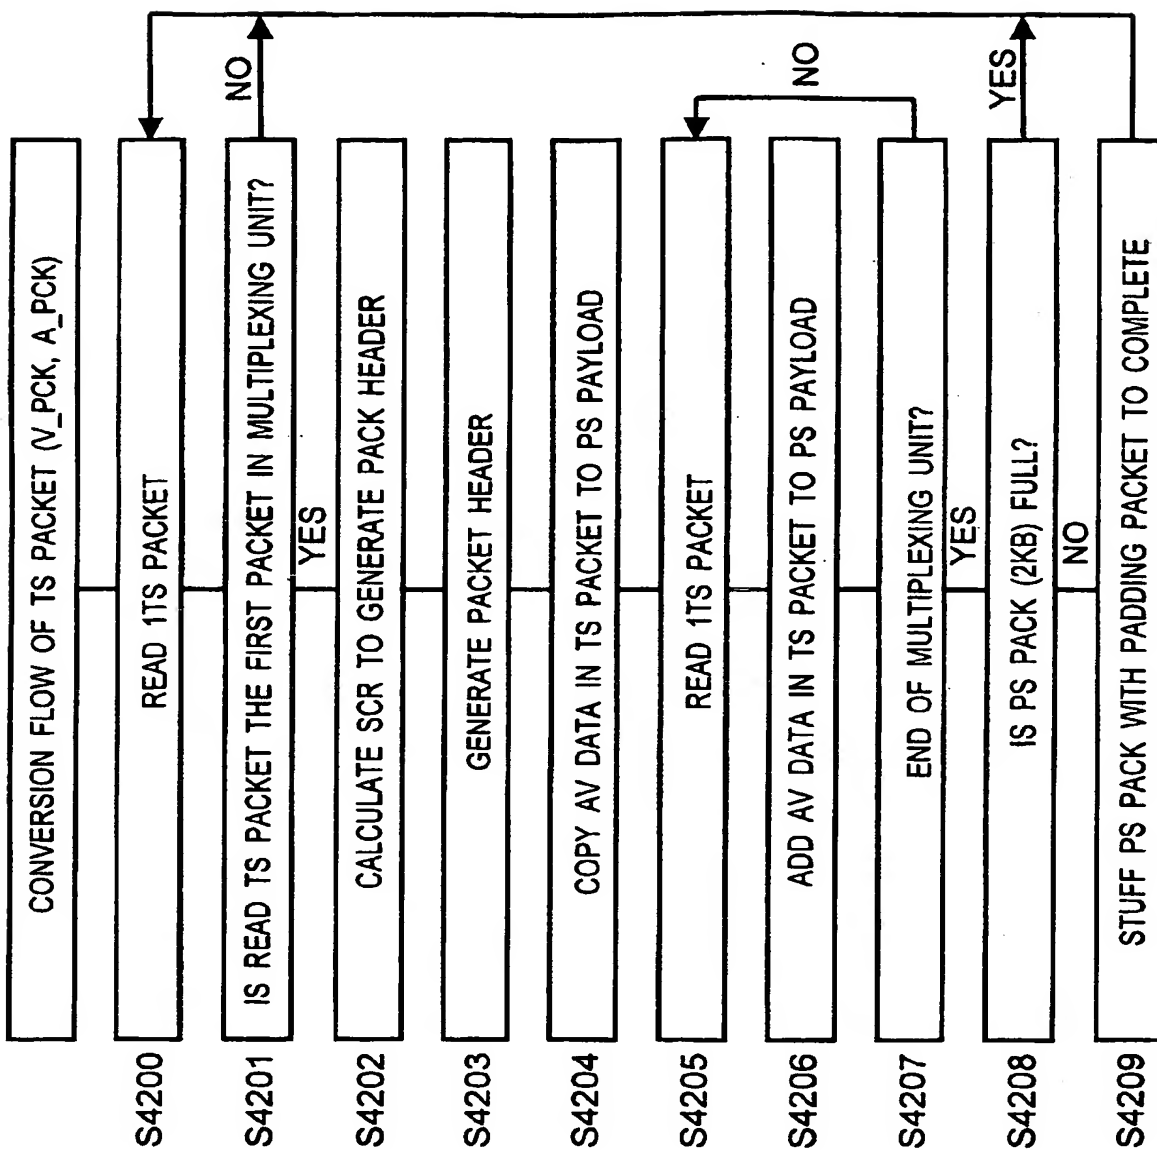 CONVERSION FLOW OF TS PACKET (V_PCK, A_PCK)
S4200
READ 1TS PACKET
S4201
IS READ TS PACKET THE FIRST PACKET IN MULTIPLEXING UNIT?
NO
YES
S4202
CALCULATE SCR TO GENERATE PACK HEADER
S4203
GENERATE PACKET HEADER
S4204
COPY AV DATA IN TS PACKET TO PS PAYLOAD
S4205
READ 1TS PACKET
S4206
ADD AV DATA IN TS PACKET TO PS PAYLOAD
NO
S4207
END OF MULTIPLEXING UNIT?
YES
S4208
IS PS PACK (2KB) FULL?
YES
NO
S4209
STUFF PS PACK WITH PADDING PACKET TO COMPLETE